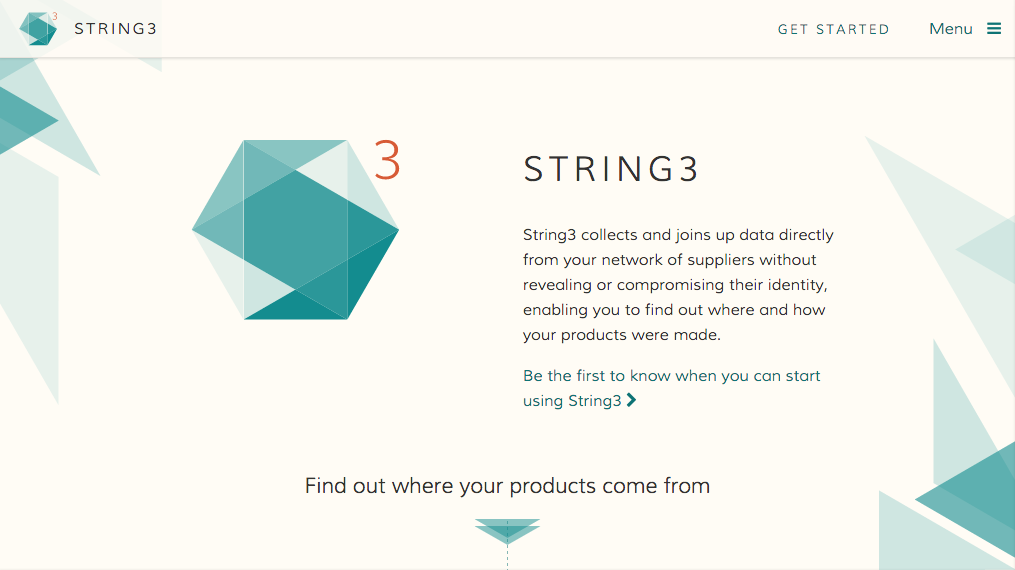 3
STRING3
GET STARTED
Menu
3
STRING3
String3 collects and joins up data directly
from your network of suppliers without
revealing or compromising their identity,
enabling you to find out where and how
your products were made.
Be the first to know when you can start
using String3
Find out where your products come from